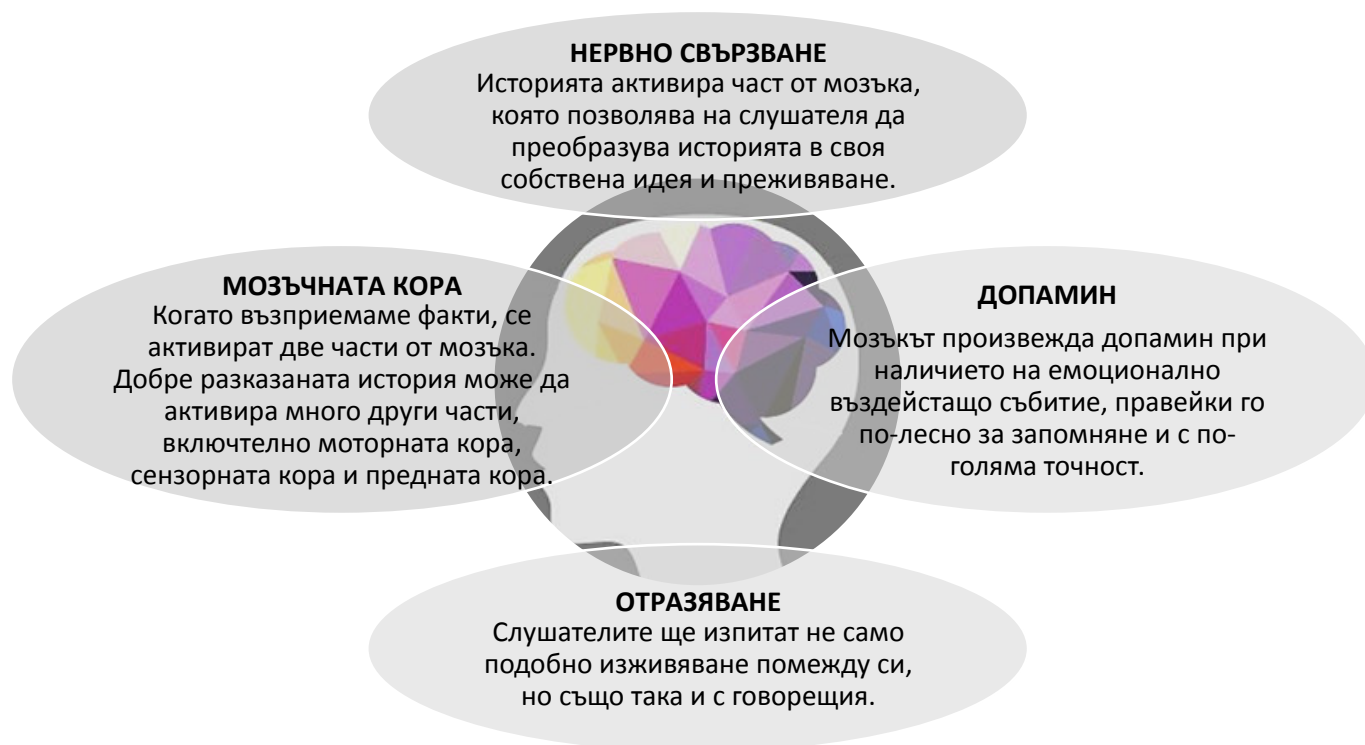 НЕРВНО СВЪРЗВАНЕ
Историята активира част от мозъка,
която позволява на слушателя да
преобразува историята в своя
собствена идея и преживяване.
МОЗЪЧНАТА КОРА
Когато възприемаме факти, се
активират две части от мозъка.
Добре разказаната история може да
активира много други части,
включтелно моторната кора,
сензорната кора и предната кора.
ДОПАМИН
Мозъкът произвежда допамин при
наличието на емоционално
въздейстащо събитие, правейки го
по-лесно за запомняне и с по-
голяма точност.
ОТРАЗЯВАНЕ
Слушателите ще изпитат не само
подобно изживяване помежду си,
но също така и с говорещия.